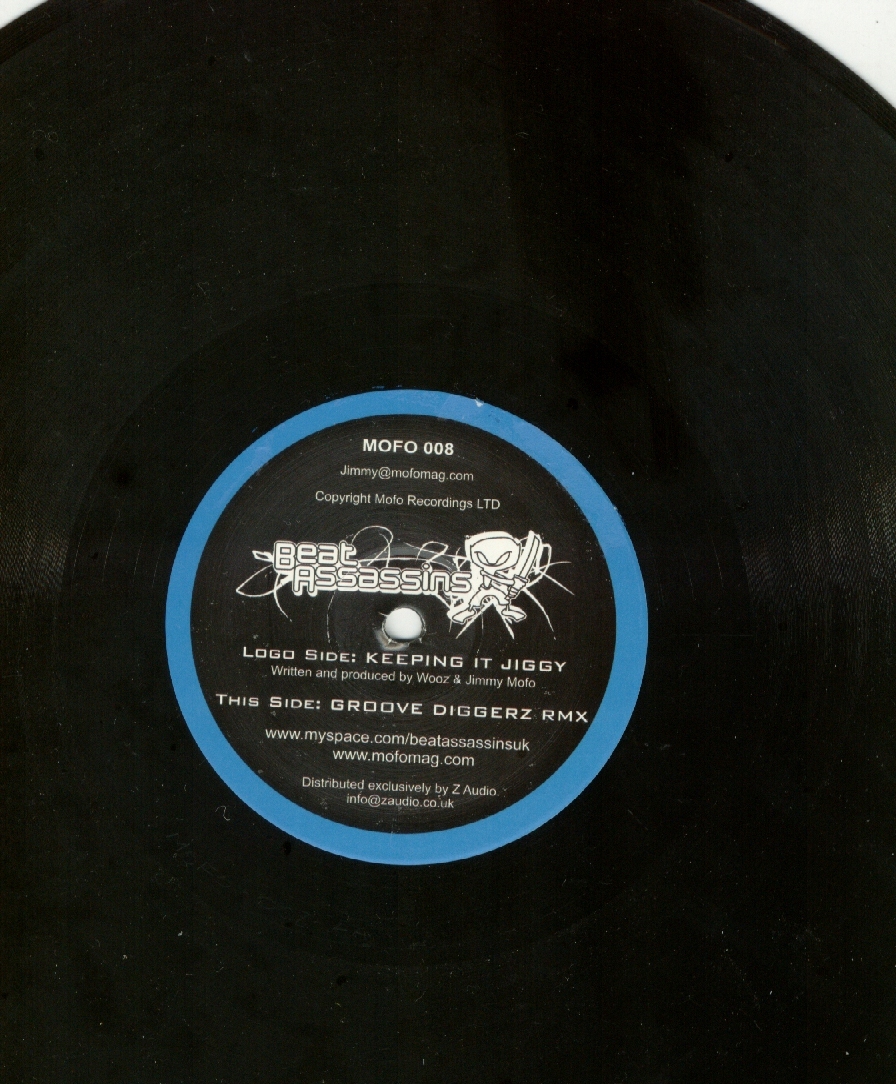 MOFO 008
Jimmy@mofomag.com
Copyright Mofo Recordings LTD
Beat
Assassins
Logo Side: KEEPING IT JIGGY
Written and produced by Wooz & Jimmy Mofo
This Side: GROOVE DIGGERZ RMX
www.myspace.com/beatassassinsuk
www.mofomag.com
Distributed exclusively by Z Audio.
info@zaudio.co.uk